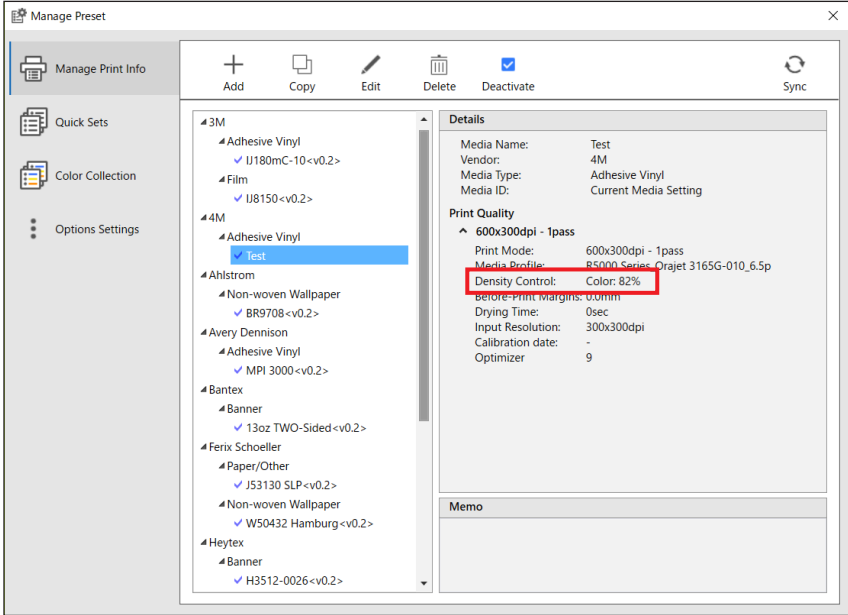 Manage Preset
Manage Print Info
Quick Sets
Color Collection
Options Settings
Add
Copy
Edit
Delete
Deactivate
Sync
3M
Adhesive Vinyl
IJ180mC-10<v0.2>
Film
IJ8150<v0.2>
4M
Adhesive Vinyl
Test
Ahlstrom
Non-woven Wallpaper
BR9708<v0.2>
Avery Dennison
Adhesive Vinyl
MPI 3000<v0.2>
Bantex
Banner
13oz TWO-Sided<v0.2>
Ferix Schoeller
Paper/Other
J53130 SLP<v0.2>
Non-woven Wallpaper
W50432 Hamburg<v0.2>
Heytex
Banner
H3512-0026<v0.2>
Details
Media Name: Test
Vendor: 4M
Media Type: Adhesive Vinyl
Media ID: Current Media Setting
Print Quality
600x300dpi - 1pass
Print Mode: 600x300dpi - 1pass
Media Profile: R5000 Series_Orajet 3165G-010_6.5p
Density Control: Color: 82%
Before-Print Margins: 0.0mm
Drying Time: 0sec
Input Resolution: 300x300dpi
Calibration date: -
Optimizer 9
Memo